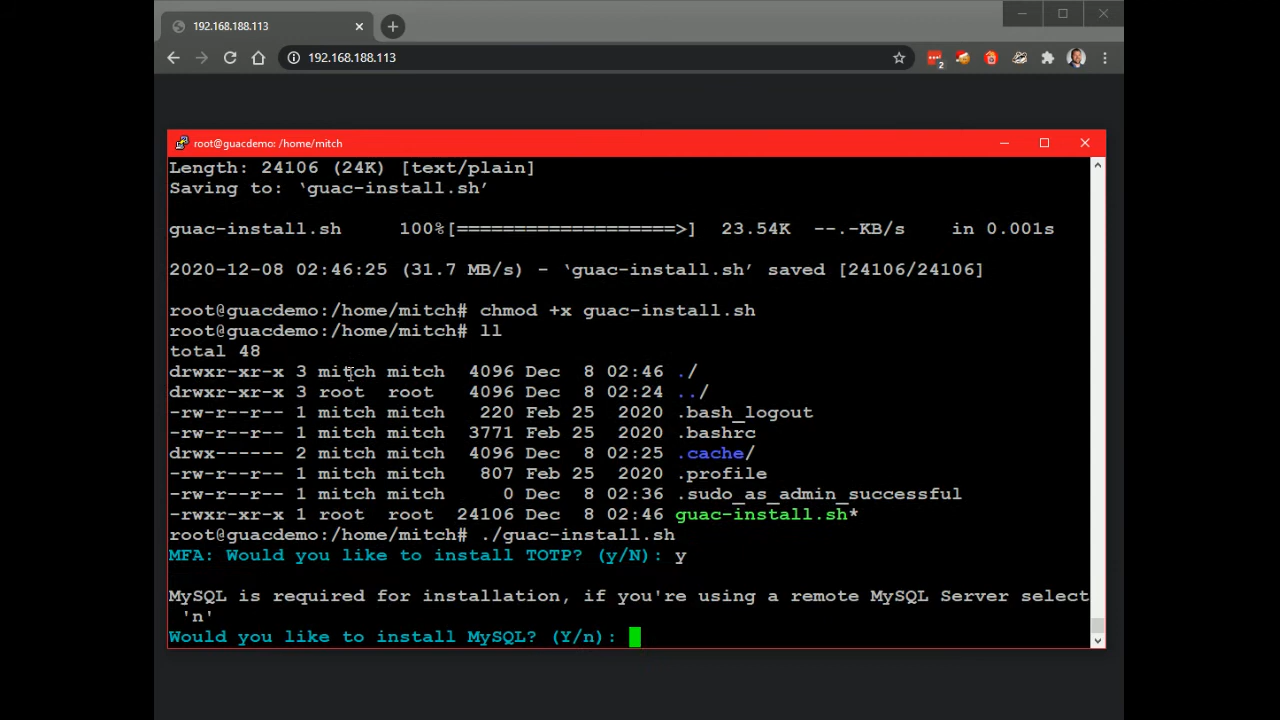 192.168.188.113
192.168.188.113
2
root@guacdemo: /home/mitch
Length: 24106 (24K) [text/plain]
Saving to: ‘guac-install.sh’
guac-install.sh 100%[===================>] 23.54K --.-KB/s in 0.001s
2020-12-08 02:46:25 (31.7 MB/s) - ‘guac-install.sh’ saved [24106/24106]
root@guacdemo:/home/mitch# chmod +x guac-install.sh
root@guacdemo:/home/mitch# ll
total 48
drwxr-xr-x 3 mitch mitch 4096 Dec 8 02:46 ./
drwxr-xr-x 3 root root 4096 Dec 8 02:24 ../
-rw-r--r-- 1 mitch mitch 220 Feb 25 2020 .bash_logout
-rw-r--r-- 1 mitch mitch 3771 Feb 25 2020 .bashrc
drwx------ 2 mitch mitch 4096 Dec 8 02:25 .cache/
-rw-r--r-- 1 mitch mitch 807 Feb 25 2020 .profile
-rw-r--r-- 1 mitch mitch 0 Dec 8 02:36 .sudo_as_admin_successful
-rwxr-xr-x 1 root root 24106 Dec 8 02:46 guac-install.sh*
root@guacdemo:/home/mitch# ./guac-install.sh
MFA: Would you like to install TOTP? (y/N): y
MySQL is required for installation, if you're using a remote MySQL Server select
'n'
Would you like to install MySQL? (Y/n):